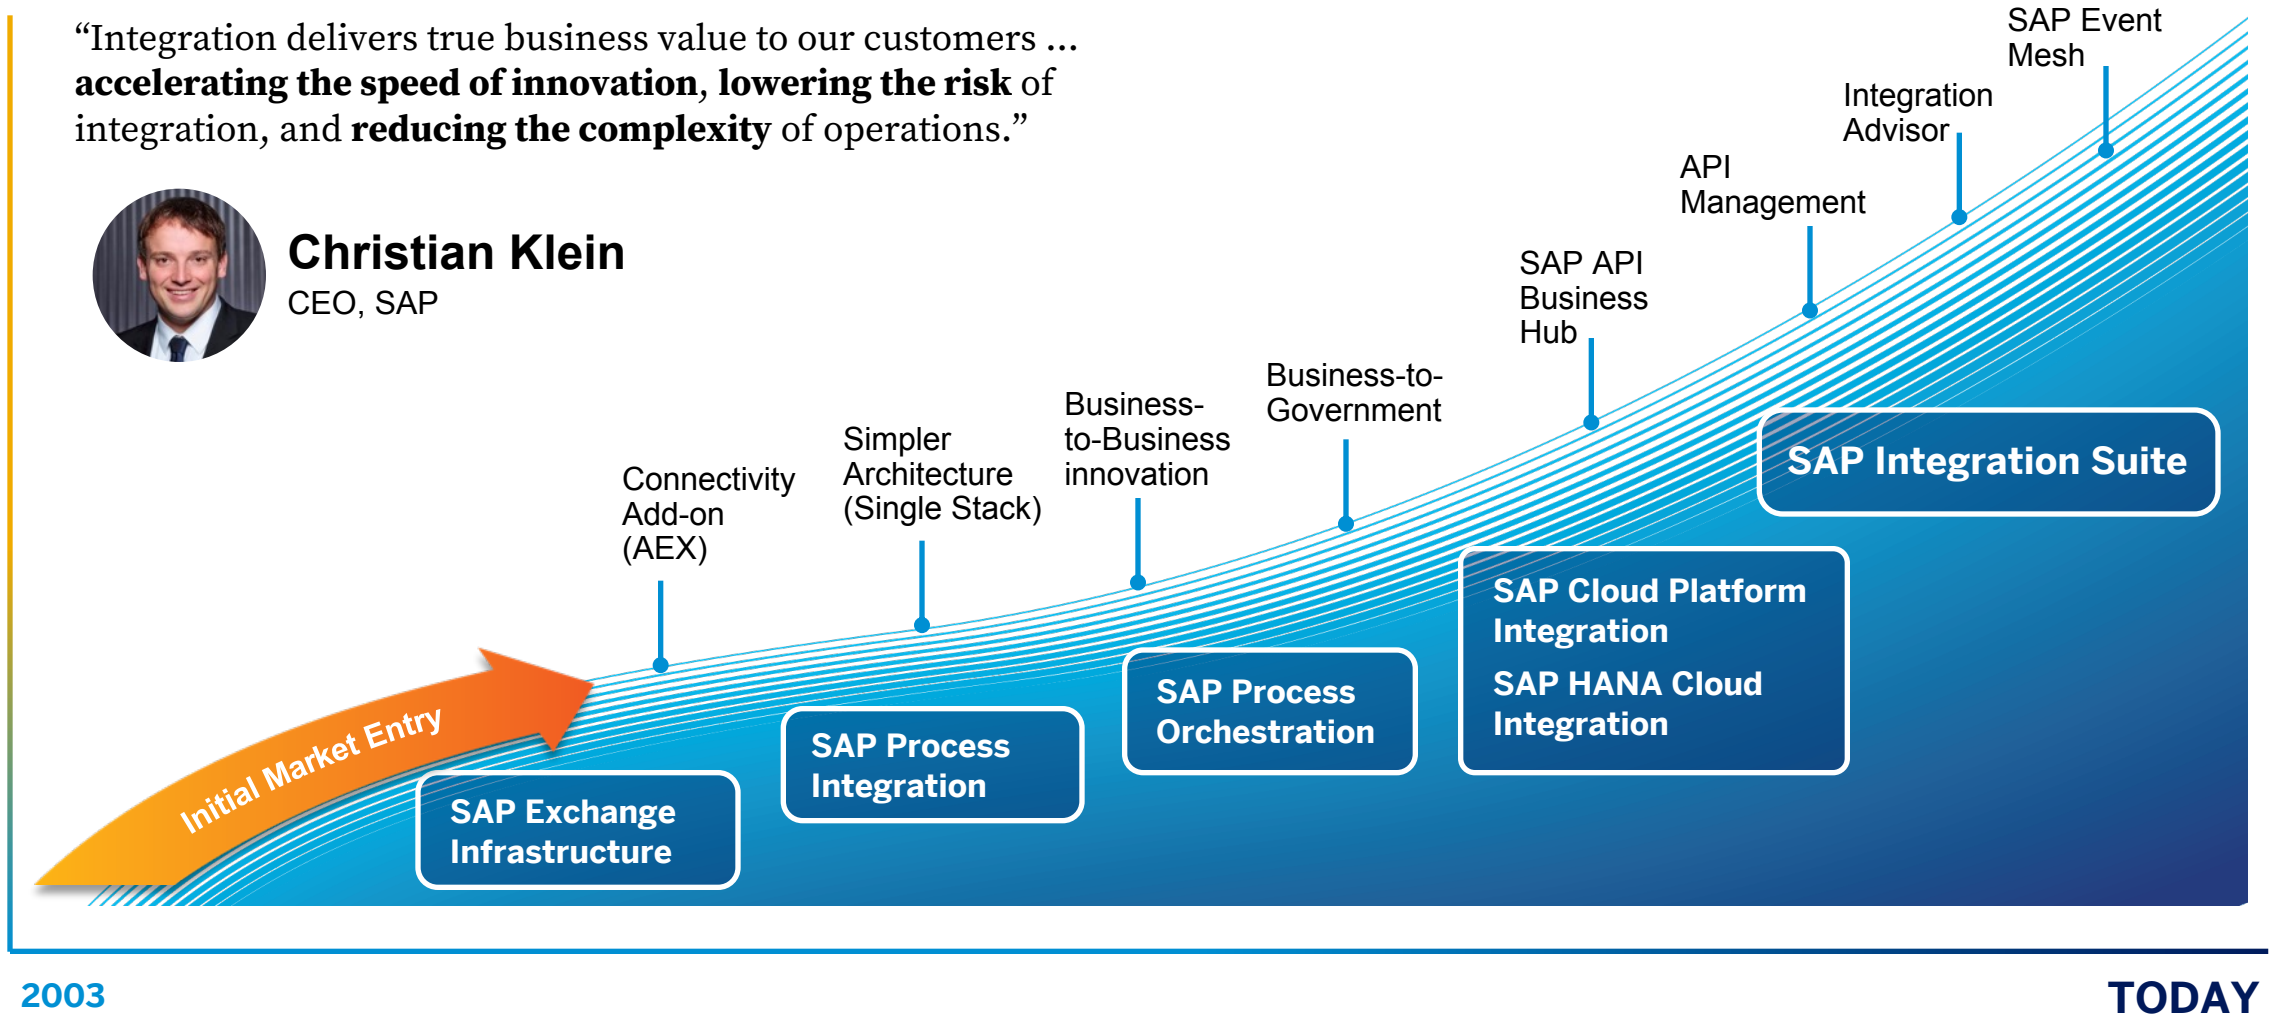 “Integration delivers true business value to our customers ...
accelerating the speed of innovation, lowering the risk of
integration, and reducing the complexity of operations.”
Christian Klein
CEO, SAP
SAP Event
Mesh
Integration
Advisor
API
Management
SAP API
Business
Hub
Business-to-
Government
Business-
to-Business
innovation
Simpler
Architecture
(Single Stack)
Connectivity
Add-on
(AEX)
Initial Market Entry
SAP Exchange
Infrastructure
SAP Process
Integration
SAP Process
Orchestration
SAP Cloud Platform
Integration
SAP HANA Cloud
Integration
SAP Integration Suite
2003
TODAY